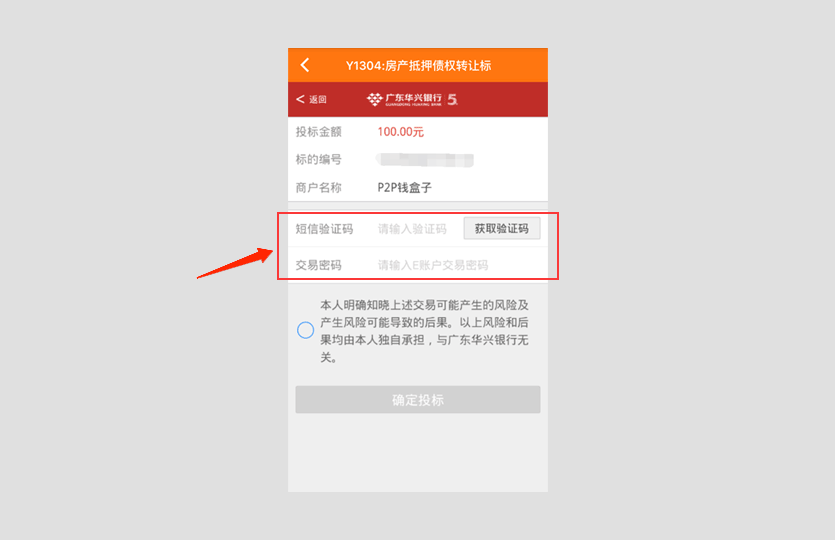 Y1304:房产抵押债权转让标
< 返回 广东华兴银行 5
GUANGDONG HUAXING BANK
投标金额 100.00元
标的编号
商户名称 P2P钱盒子
短信验证码 请输入验证码 获取验证码
交易密码 请输入E账户交易密码
本人明确知晓上述交易可能产生的风险及
产生风险可能导致的后果。以上风险和后
果均由本人独自承担，与广东华兴银行无
关。
确定投标